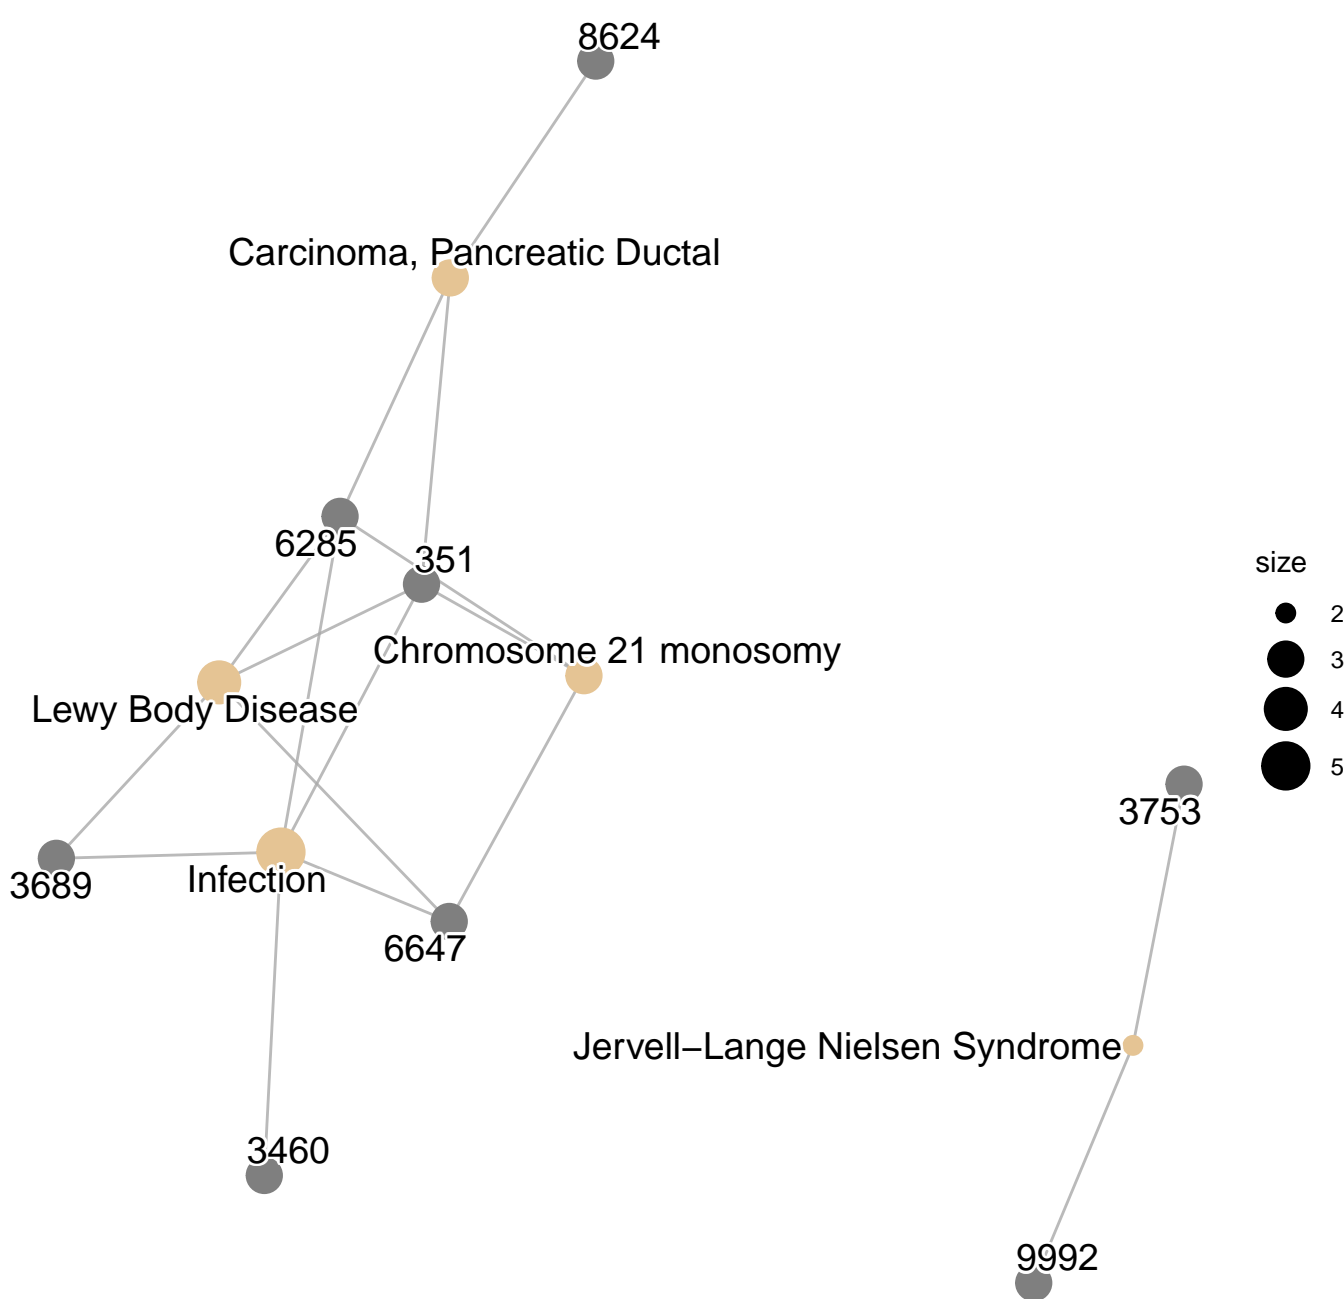 8624
Carcinoma, Pancreatic Ductal
6285
351
size
2
3
4
5
Chromosome 21 monosomy
Lewy Body Disease
3753
3689
Infection
6647
Jervell−Lange Nielsen Syndrome
3460
9992